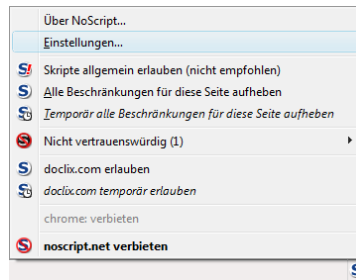 Über NoScript...
Einstellungen...
Skripte allgemein erlauben (nicht empfohlen)
Alle Beschränkungen für diese Seite aufheben
Temporär alle Beschränkungen für diese Seite aufheben
Nicht vertrauenswürdig (1)
doclix.com erlauben
doclix.com temporär erlauben
chrome: verbieten
noscript.net verbieten